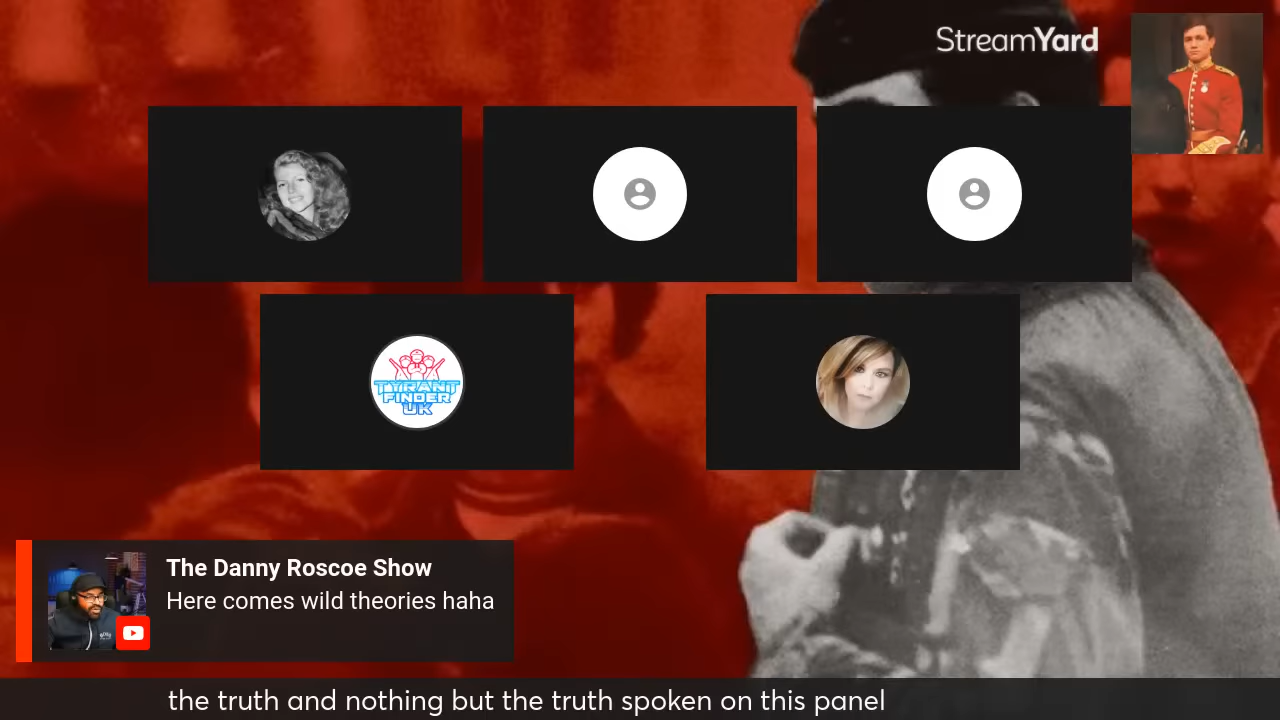 StreamYard
TYRANT
FINDER
UK
The Danny Roscoe Show
Here comes wild theories haha
the truth and nothing but the truth spoken on this panel